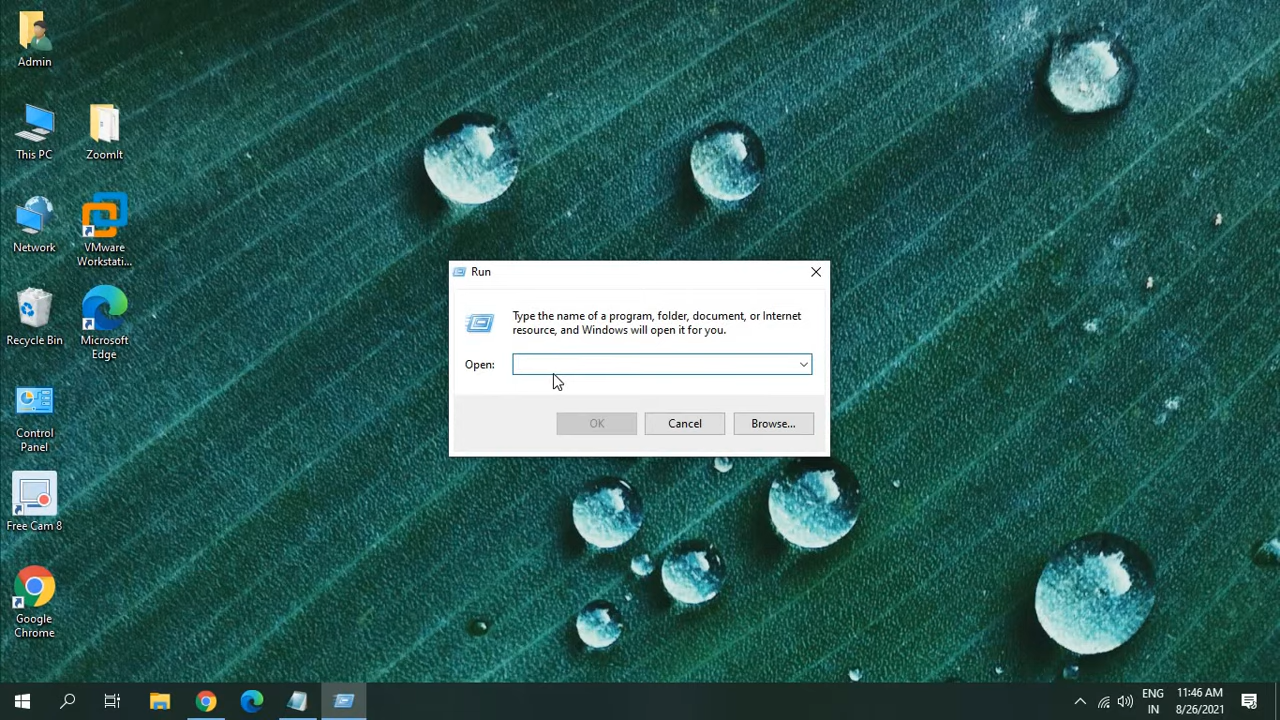 Admin
This PC
ZoomIt
Network
VMware
Workstati...
Recycle Bin
Microsoft
Edge
Control
Panel
Free Cam 8
Google
Chrome
Run
Type the name of a program, folder, document, or Internet
resource, and Windows will open it for you.
Open:
OK
Cancel
Browse...
ENG
IN
11:46 AM
8/26/2021